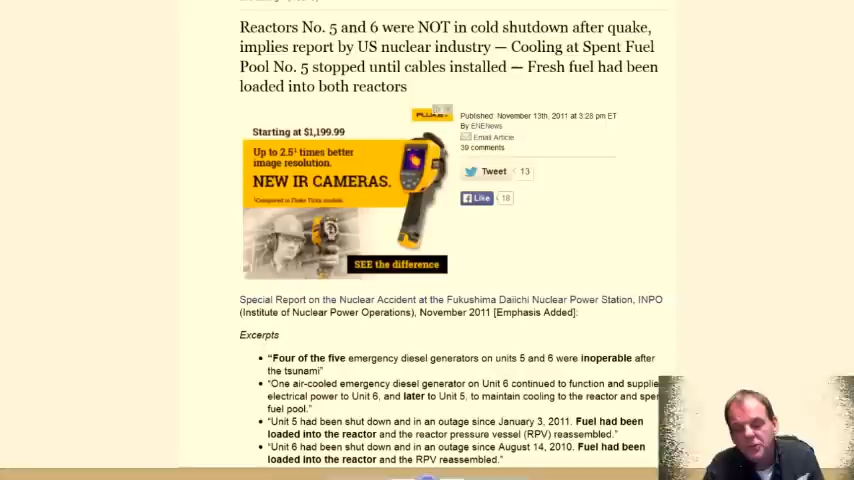 Reactors No. 5 and 6 were NOT in cold shutdown after quake,
implies report by US nuclear industry — Cooling at Spent Fuel
Pool No. 5 stopped until cables installed — Fresh fuel had been
loaded into both reactors
FLUKE
Starting at $1,199.99
Up to 2.5¹ times better
image resolution.
NEW IR CAMERAS.
SEE the difference
Published: November 13th, 2011 at 3:28 pm ET
By ENENews
Email Article
39 comments
Tweet 13
Like 18
Special Report on the Nuclear Accident at the Fukushima Daiichi Nuclear Power Station, INPO
(Institute of Nuclear Power Operations), November 2011 [Emphasis Added]:
Excerpts
• "Four of the five emergency diesel generators on units 5 and 6 were inoperable after
the tsunami"
• "One air-cooled emergency diesel generator on Unit 6 continued to function and supplie
electrical power to Unit 6, and later to Unit 5, to maintain cooling to the reactor and spen
fuel pool."
• "Unit 5 had been shut down and in an outage since January 3, 2011. Fuel had been
loaded into the reactor and the reactor pressure vessel (RPV) reassembled."
• "Unit 6 had been shut down and in an outage since August 14, 2010. Fuel had been
loaded into the reactor and the RPV reassembled."